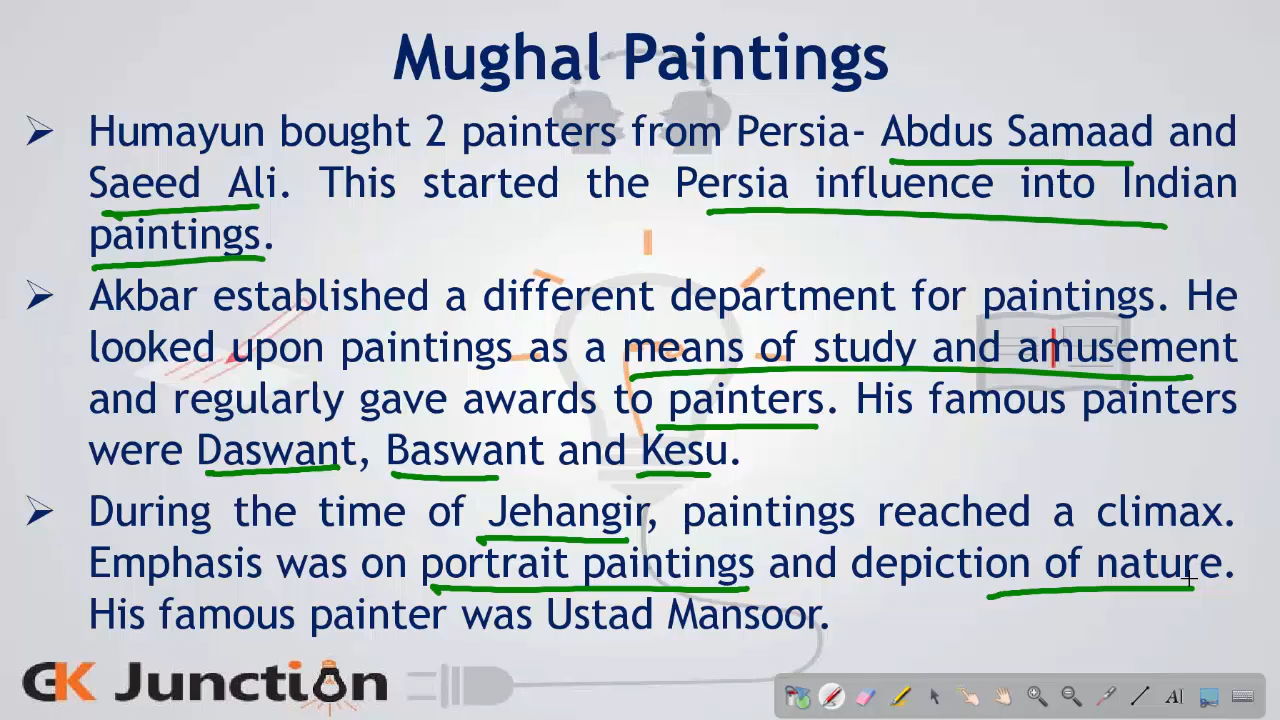 Mughal Paintings
➢ Humayun bought 2 painters from Persia- Abdus Samaad and
Saeed Ali. This started the Persia influence into Indian
paintings.
➢ Akbar established a different department for paintings. He
looked upon paintings as a means of study and amusement
and regularly gave awards to painters. His famous painters
were Daswant, Baswant and Kesu.
➢ During the time of Jehangir, paintings reached a climax.
Emphasis was on portrait paintings and depiction of nature.
His famous painter was Ustad Mansoor.
GK Junction
A